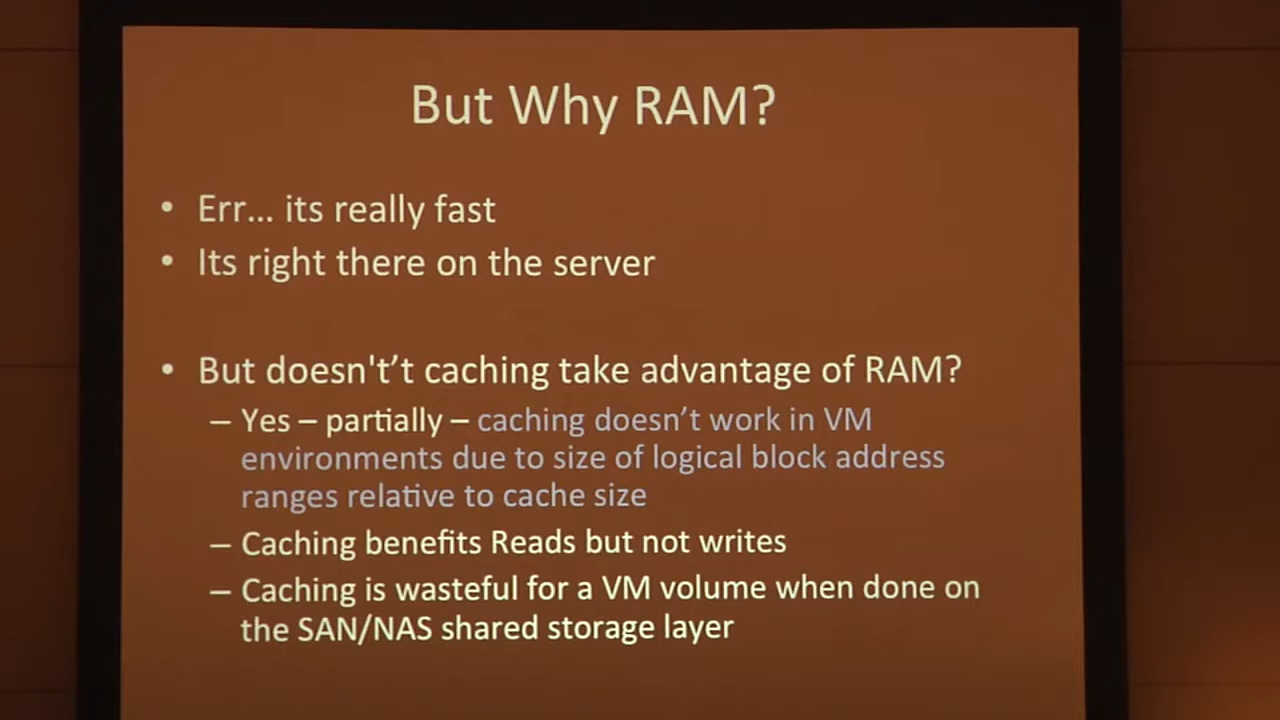 But Why RAM?
• Err... its really fast
• Its right there on the server
• But doesn't’t caching take advantage of RAM?
– Yes – partially – caching doesn’t work in VM
environments due to size of logical block address
ranges relative to cache size
– Caching benefits Reads but not writes
– Caching is wasteful for a VM volume when done on
the SAN/NAS shared storage layer